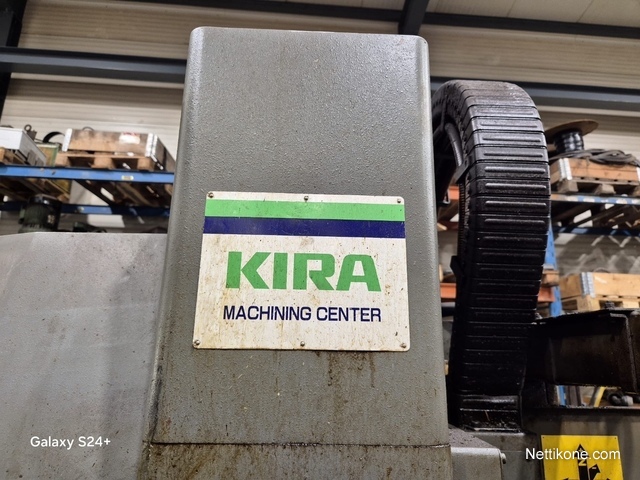 KIRA
MACHINING CENTER
Galaxy S24+
Nettikone.com